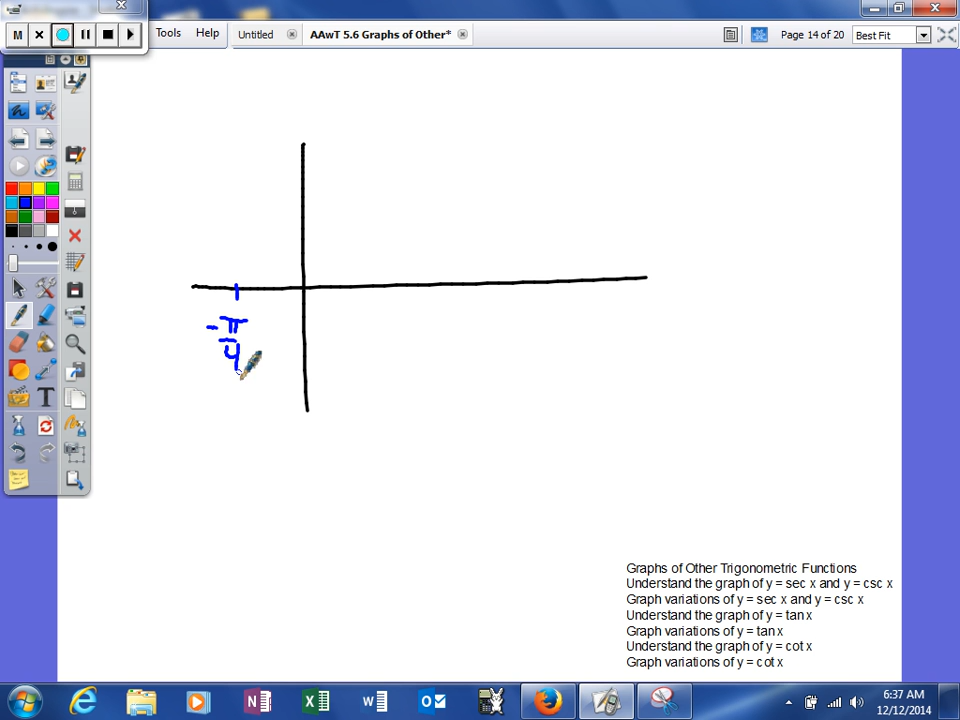 M
Tools Help Untitled AAwT 5.6 Graphs of Other* Page 14 of 20 Best Fit
-π
4
T
Graphs of Other Trigonometric Functions
Understand the graph of y = sec x and y = csc x
Graph variations of y = sec x and y = csc x
Understand the graph of y = tan x
Graph variations of y = tan x
Understand the graph of y = cot x
Graph variations of y = cot x
6:37 AM
12/12/2014